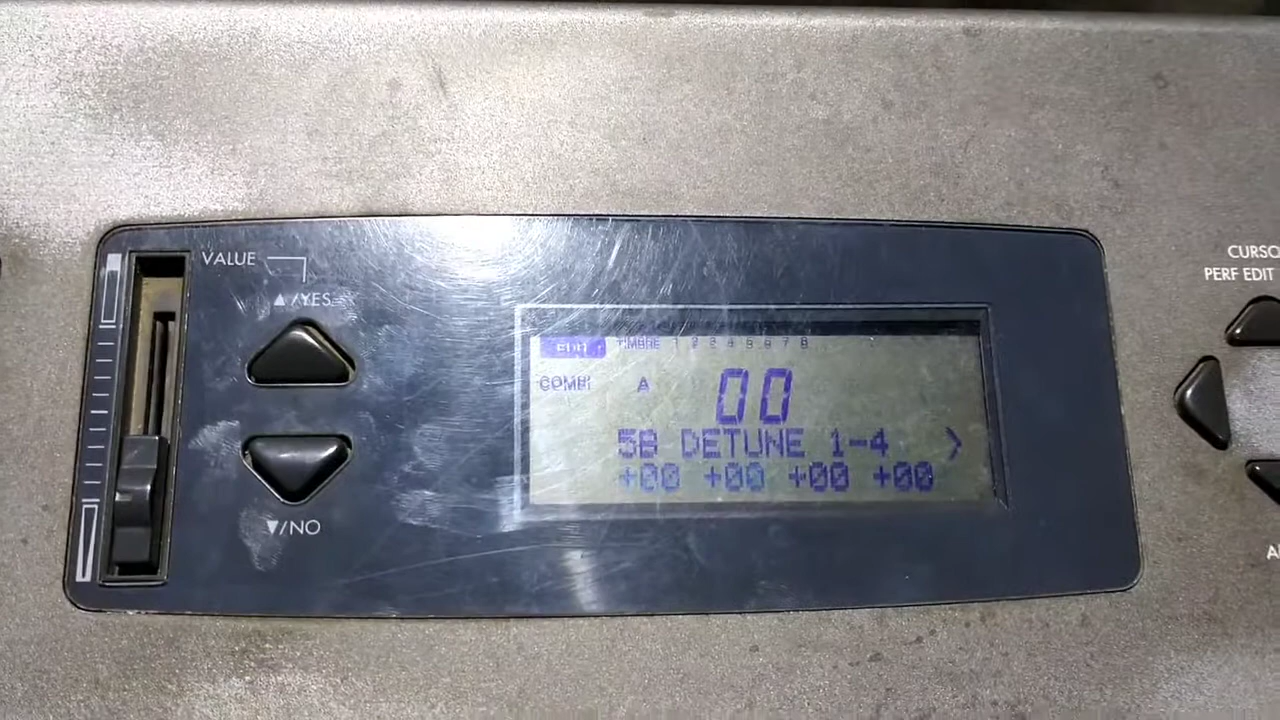 VALUE
▲/YES
▼/NO
EDIT TIMBRE 1 2 3 4 5 6 7 8
COMBI A 00
5B DETUNE 1-4 >
+00 +00 +00 +00
PERF EDIT